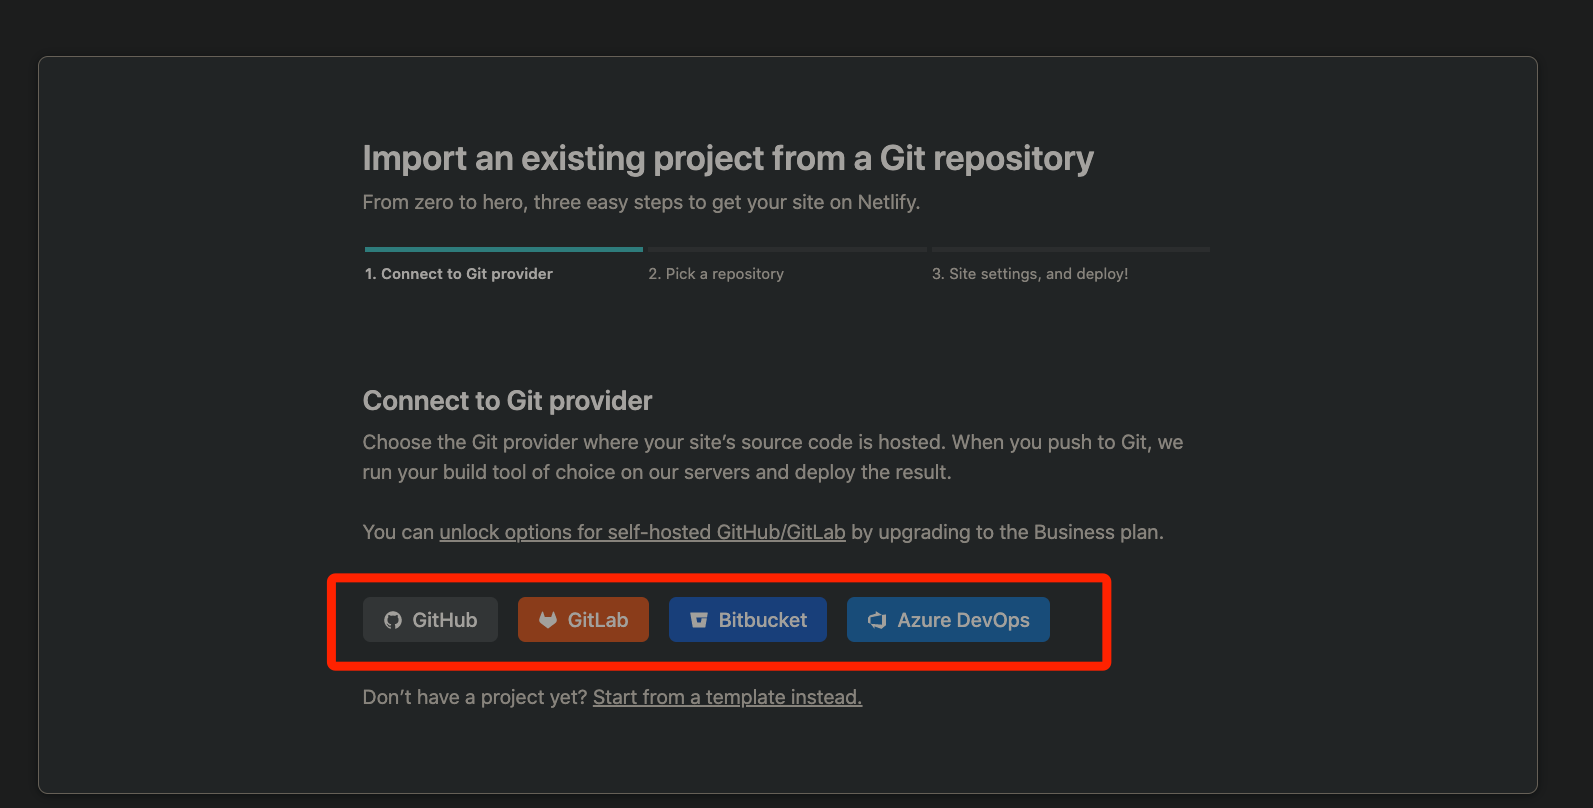 Import an existing project from a Git repository
From zero to hero, three easy steps to get your site on Netlify.
1. Connect to Git provider
2. Pick a repository
3. Site settings, and deploy!
Connect to Git provider
Choose the Git provider where your site’s source code is hosted. When you push to Git, we
run your build tool of choice on our servers and deploy the result.
You can unlock options for self-hosted GitHub/GitLab by upgrading to the Business plan.
GitHub
GitLab
Bitbucket
Azure DevOps
Don’t have a project yet? Start from a template instead.